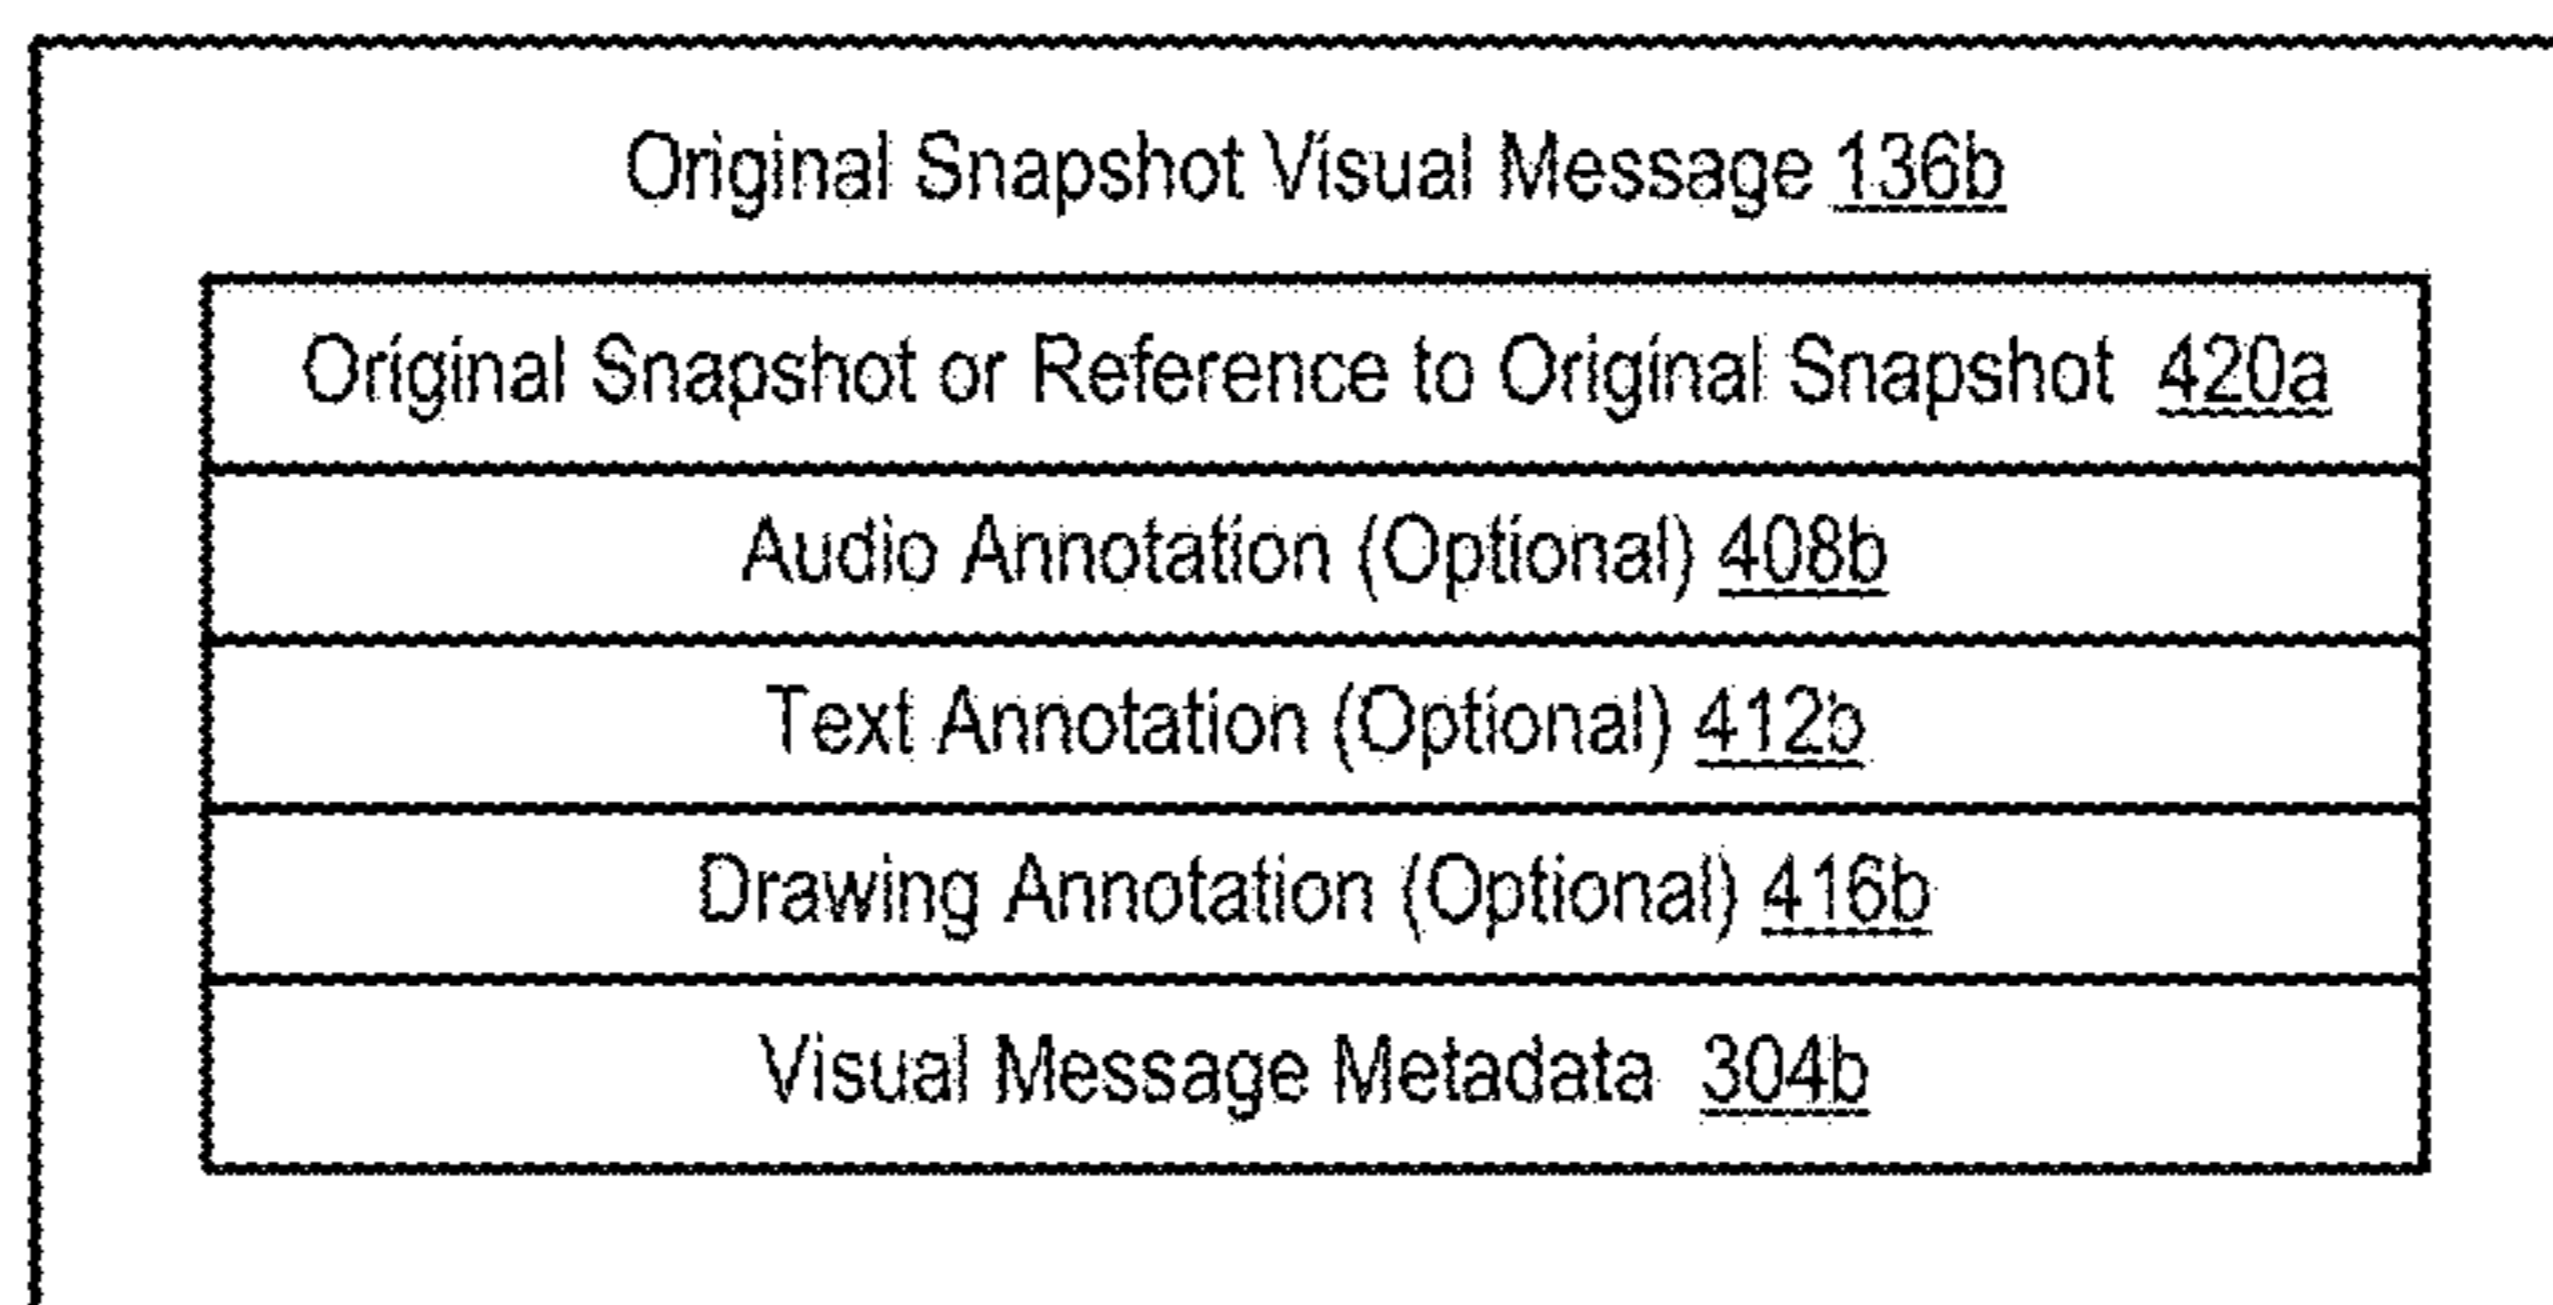 Original Snapshot Visual Message 136b
Original Snapshot or Reference to Original Snapshot 420a
Audio Annotation (Optional) 408b
Text Annotation (Optional) 412b
Drawing Annotation (Optional) 416b
Visual Message Metadata 304b